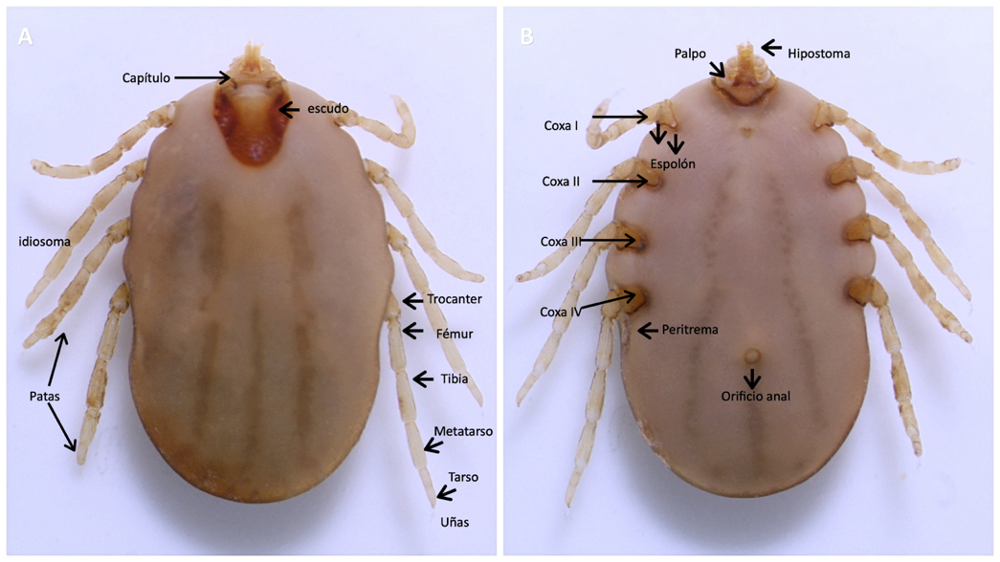 A
Capítulo
escudo
idiosoma
Trocanter
Fémur
Tibia
Patas
Metatarso
Tarso
Uñas
B
Palpo
Hipostoma
Coxa I
Espolón
Coxa II
Coxa III
Coxa IV
Peritrema
Orificio anal